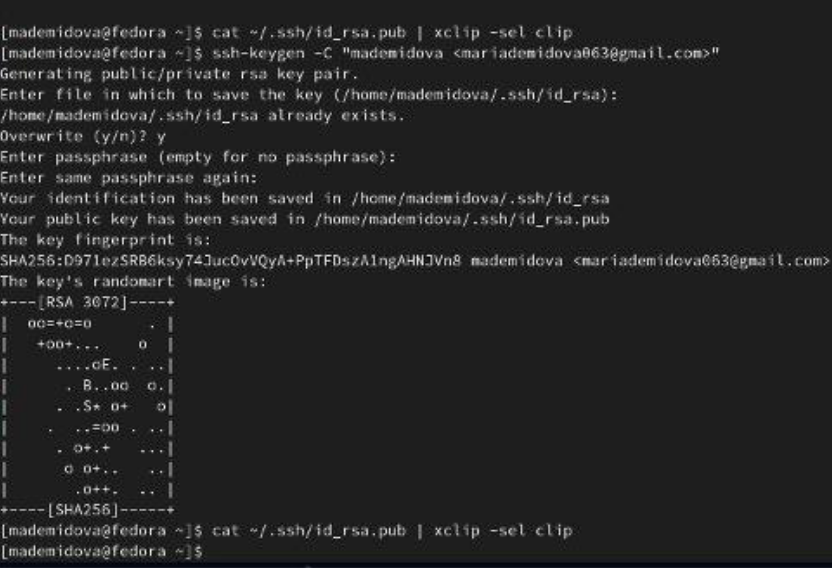 [mademidova@fedora ~]$ cat ~/.ssh/id_rsa.pub | xclip -sel clip
[mademidova@fedora ~]$ ssh-keygen -C "mademidova <mariademidova063@gmail.com>"
Generating public/private rsa key pair.
Enter file in which to save the key (/home/mademidova/.ssh/id_rsa):
/home/mademidova/.ssh/id_rsa already exists.
Overwrite (y/n)? y
Enter passphrase (empty for no passphrase):
Enter same passphrase again:
Your identification has been saved in /home/mademidova/.ssh/id_rsa
Your public key has been saved in /home/mademidova/.ssh/id_rsa.pub
The key fingerprint is:
SHA256:D971ezSRB6ksy74JucOvVQyA+PpTFDszA1ngAHNJVn8 mademidova <mariademidova063@gmail.com>
The key's randomart image is:
+---[RSA 3072]----+
|  oo=+o=o      . |
|   +oo+...    o  |
|     ....oE. . ..|
|      . B..oo  o.|
|     . .S* o+   o|
|    .  ..=oo . ..|
|     . o+.+   ...|
|      o o+..   ..|
|       .o++.  .. |
+----[SHA256]-----+
[mademidova@fedora ~]$ cat ~/.ssh/id_rsa.pub | xclip -sel clip
[mademidova@fedora ~]$